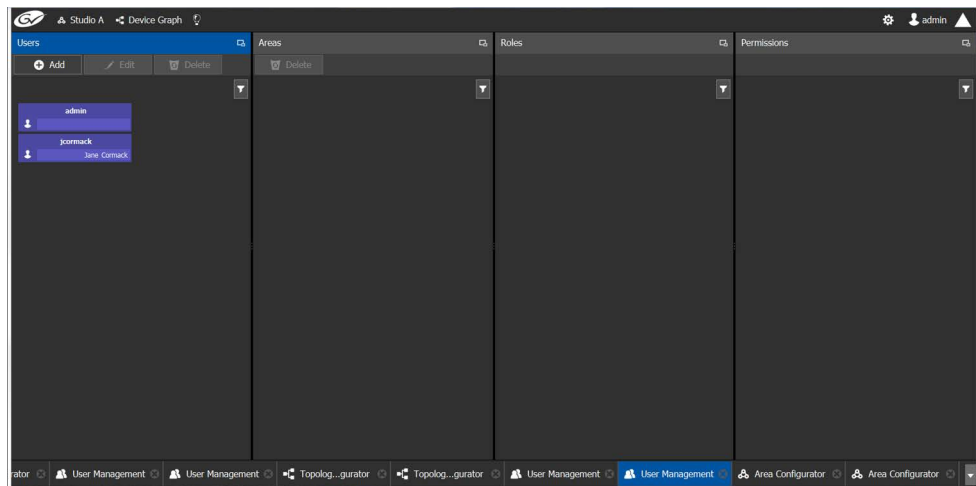 GV Studio A Device Graph admin
Users Areas Roles Permissions
Add Edit Delete Delete
admin
jcormack
Jane Cormack
rator User Management User Management Topolog...gurator Topolog...gurator User Management User Management Area Configurator Area Configurator